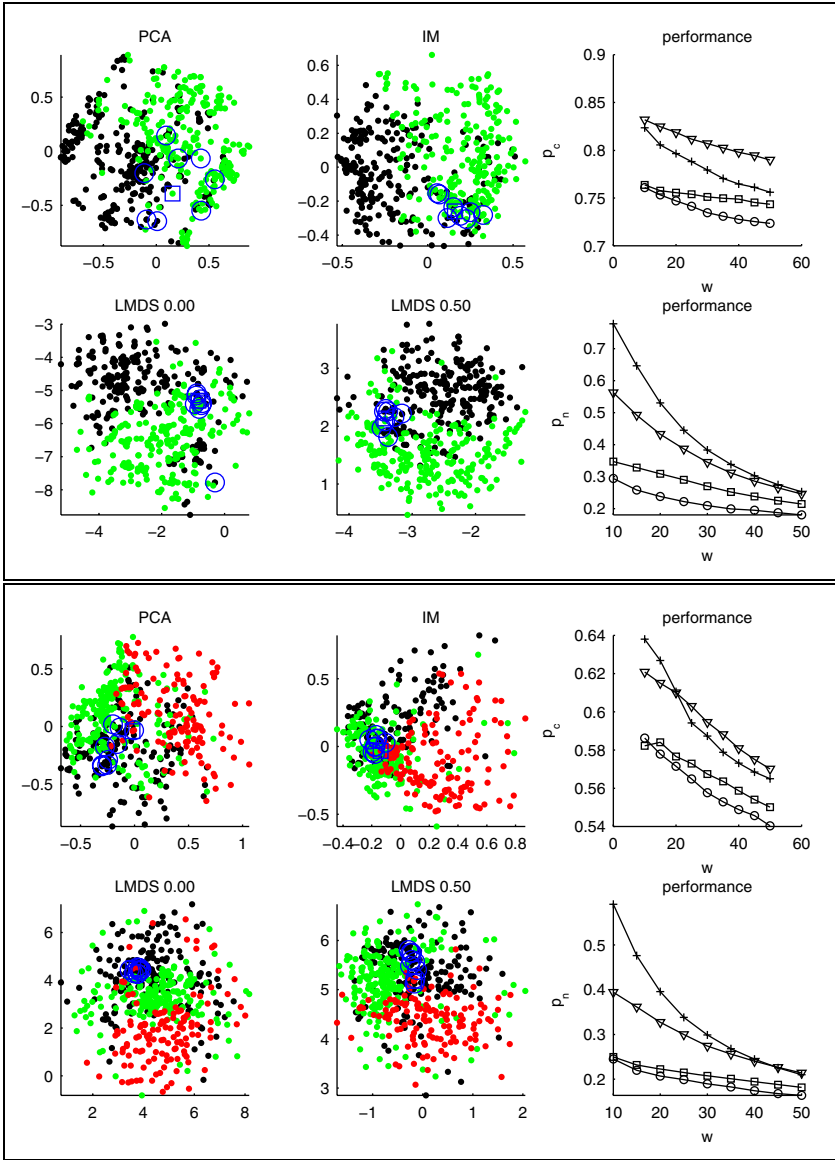 PCA
IM
performance
0.5
0
−0.5
−0.5 0 0.5
0.6
0.4
0.2
0
−0.2
−0.4
−0.5 0 0.5
0.9
0.83
0.8
0.75
0.7
p_c
0 20 40 60
w
LMDS 0.00
LMDS 0.50
performance
−3
−4
−5
−6
−7
−8
−4 −2 0
3
2
1
−4 −3 −2
0.7
0.6
0.5
0.4
0.3
0.2
p_n
10 20 30 40 50
w
PCA
IM
performance
0.5
0
−0.5
−0.5 0 0.5 1
0.5
0
−0.5
−0.4 −0.2 0 0.2 0.4 0.6 0.8
0.64
0.62
0.6
0.58
0.56
0.54
p_c
0 20 40 60
w
LMDS 0.00
LMDS 0.50
performance
6
4
2
0
2 4 6 8
6
5
4
3
−1 0 1 2
0.5
0.4
0.3
0.2
p_n
10 20 30 40 50
w